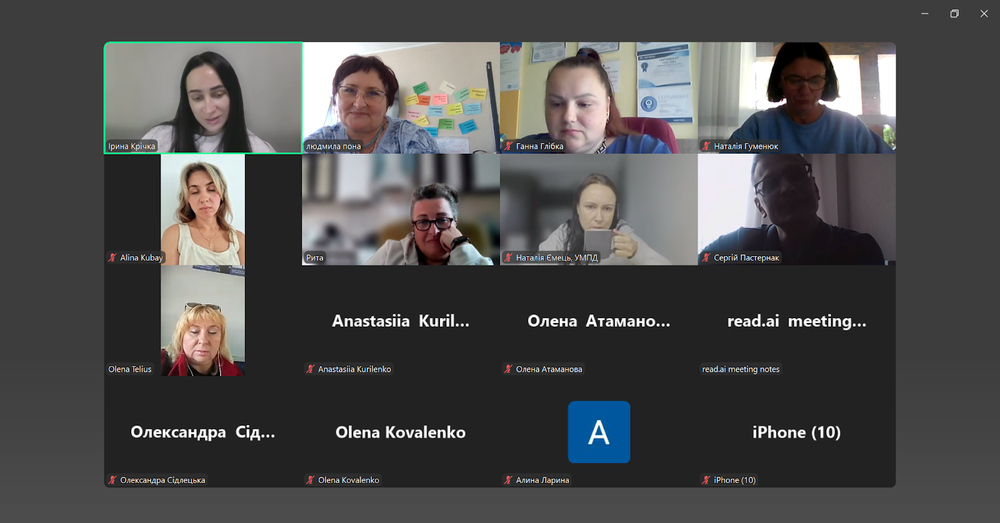 Ірина Крічка
людмила пона
СЕРТИФІКАТ
СЕРТИФІКАТ
Ганна Глібка
Наталія Гуменюк
Alina Kubay
Рита
Наталія Ємець, УМПД
Сергій Пастернак
Olena Telius
Anastasiia Kuril...
Anastasiia Kurilenko
Олена Атамано...
Олена Атаманова
read.ai meeting...
read.ai meeting notes
Олександра Сід...
Олександра Сідлецька
Olena Kovalenko
Olena Kovalenko
A
Алина Ларина
iPhone (10)
iPhone (10)